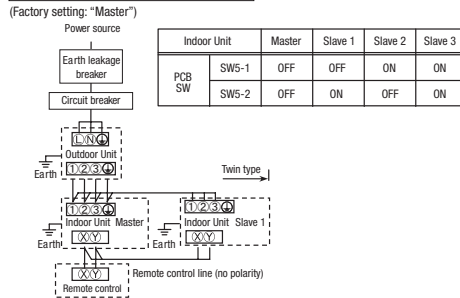 (Factory setting: "Master")
Power source
Earth leakage
breaker
Circuit breaker
L N
Outdoor Unit
1 2 3
Earth
Indoor Unit Master Slave 1 Slave 2 Slave 3
PCB
SW
SW5-1 OFF OFF ON ON
SW5-2 OFF ON OFF ON
Twin type
1 2 3
Indoor Unit Master
X Y
Earth
1 2 3
Indoor Unit Slave 1
X Y
Earth
X Y
Remote control
Remote control line (no polarity)